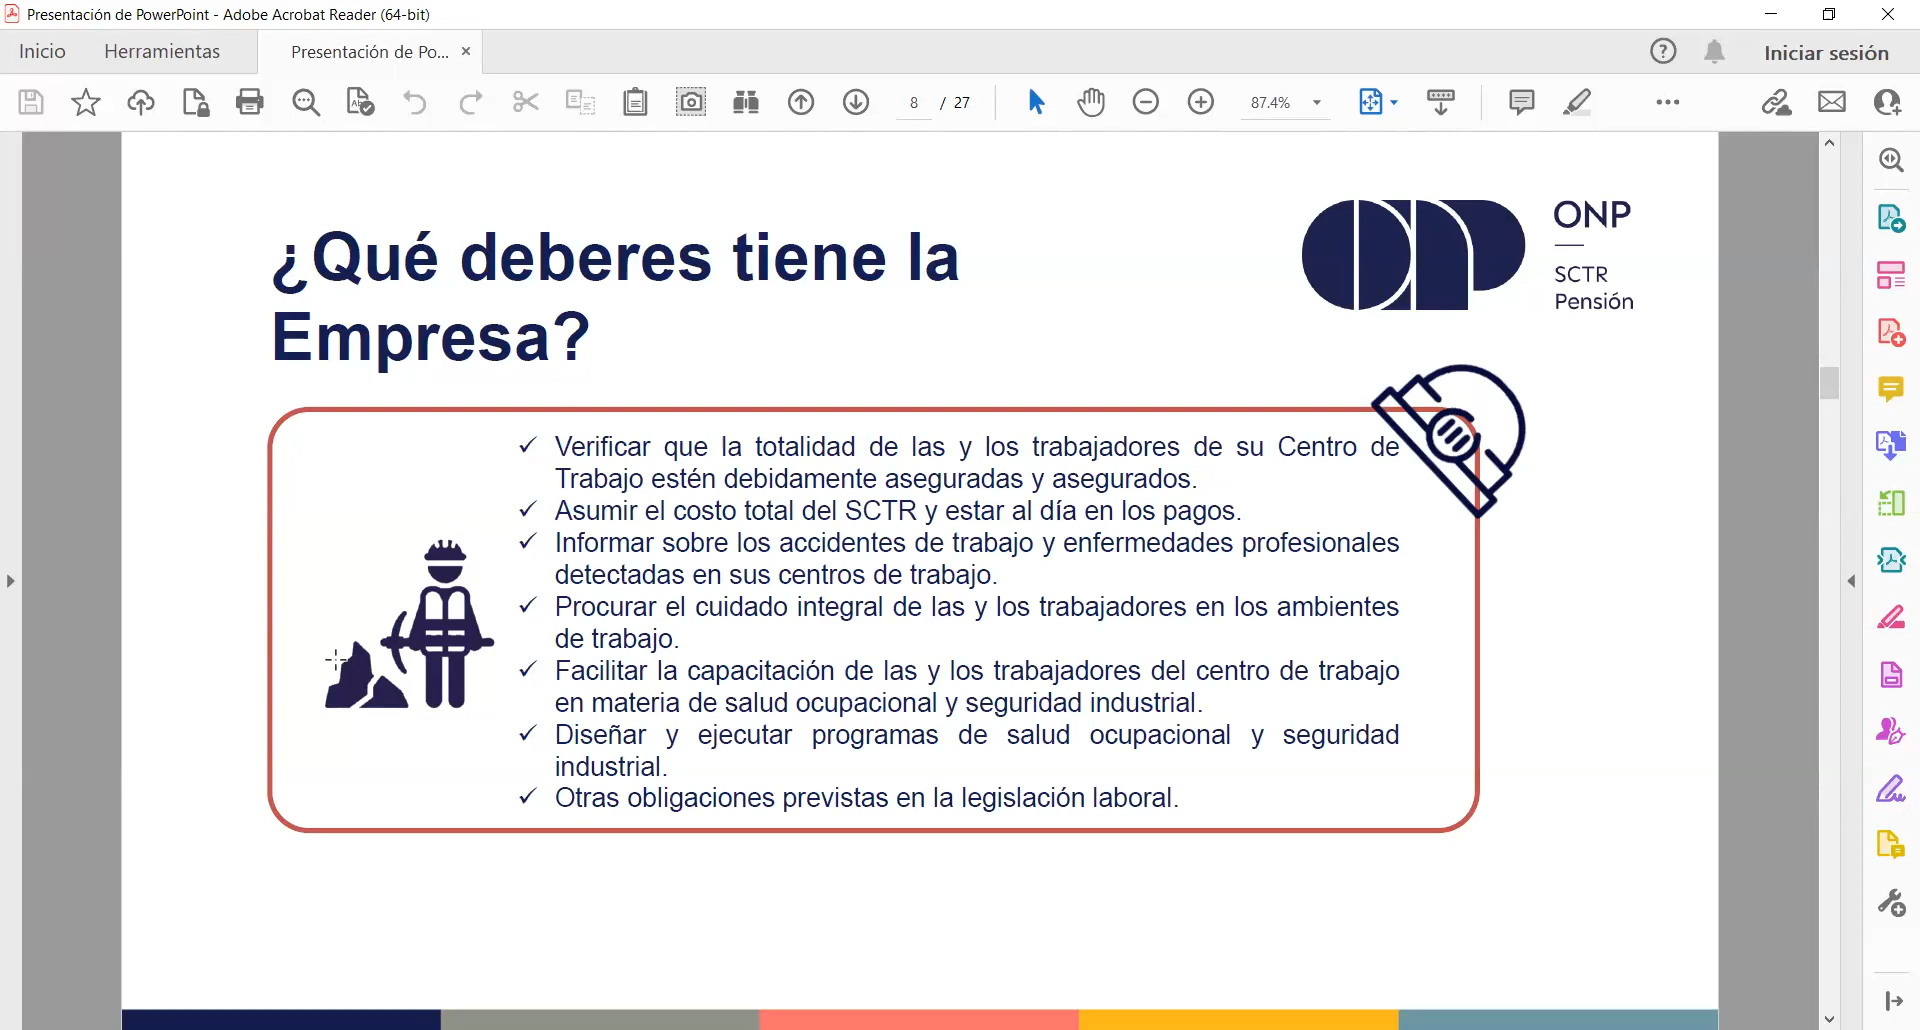 Presentación de PowerPoint - Adobe Acrobat Reader (64-bit)
Inicio Herramientas Presentación de Po... × Iniciar sesión
8 / 27 87.4%
ONP
SCTR
Pensión
¿Qué deberes tiene la
Empresa?
✓ Verificar que la totalidad de las y los trabajadores de su Centro de
Trabajo estén debidamente aseguradas y asegurados.
✓ Asumir el costo total del SCTR y estar al día en los pagos.
✓ Informar sobre los accidentes de trabajo y enfermedades profesionales
detectadas en sus centros de trabajo.
✓ Procurar el cuidado integral de las y los trabajadores en los ambientes
de trabajo.
✓ Facilitar la capacitación de las y los trabajadores del centro de trabajo
en materia de salud ocupacional y seguridad industrial.
✓ Diseñar y ejecutar programas de salud ocupacional y seguridad
industrial.
✓ Otras obligaciones previstas en la legislación laboral.